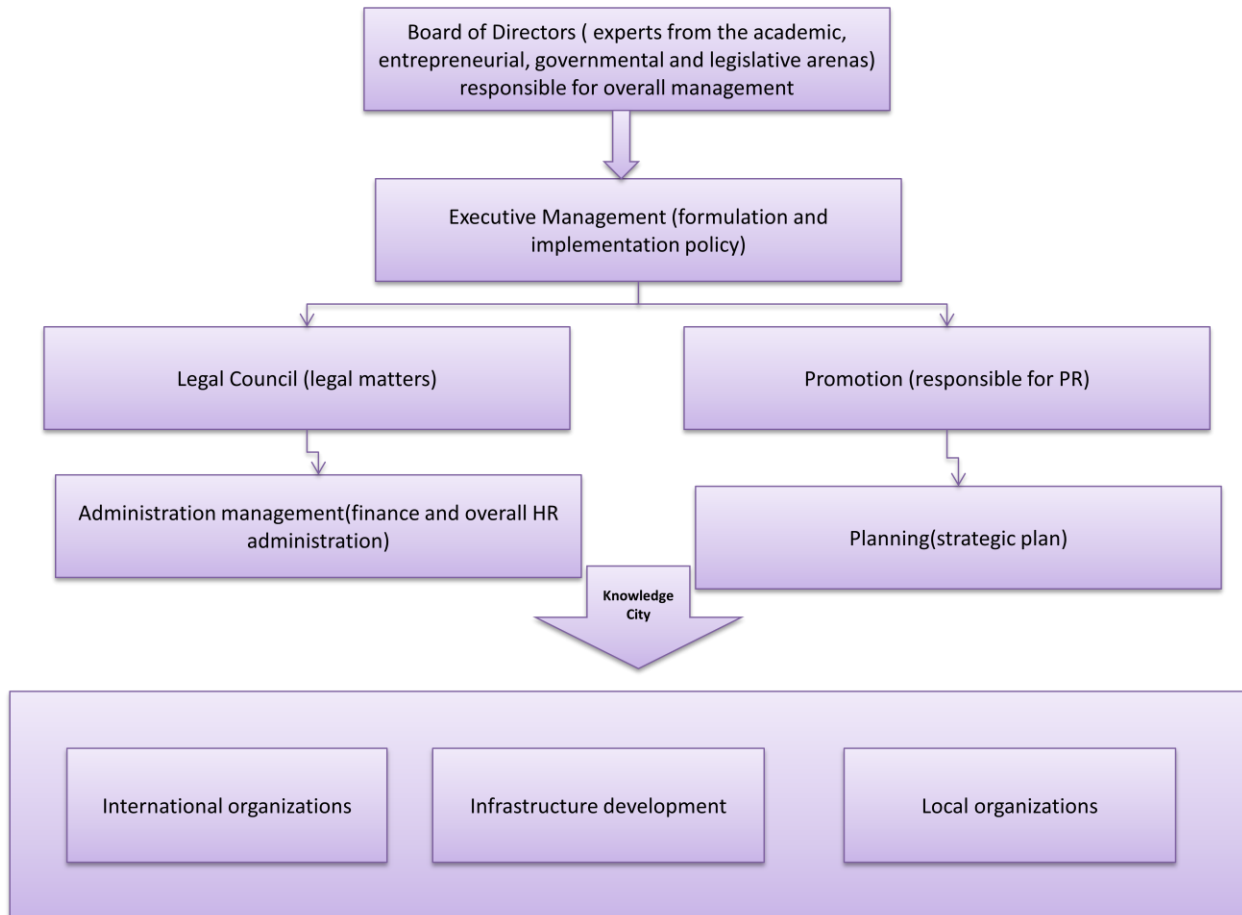 Board of Directors ( experts from the academic,
entrepreneurial, governmental and legislative arenas)
responsible for overall management
Executive Management (formulation and
implementation policy)
Legal Council (legal matters)
Promotion (responsible for PR)
Administration management(finance and overall HR
administration)
Planning(strategic plan)
Knowledge
City
International organizations
Infrastructure development
Local organizations